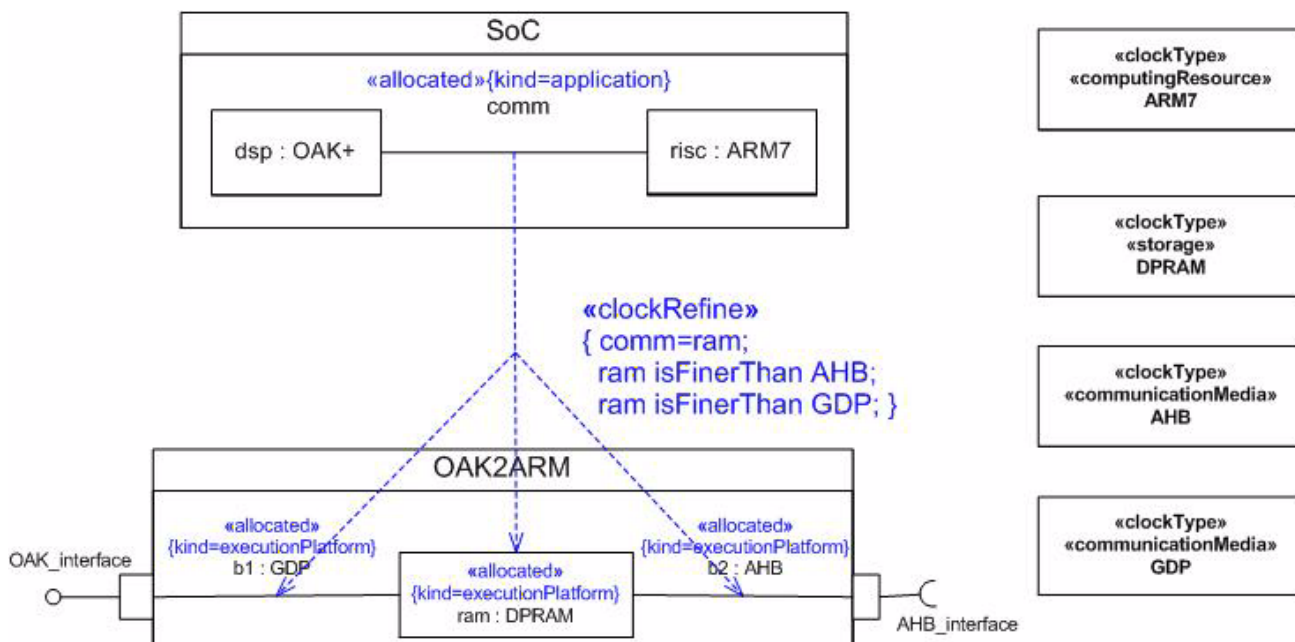 SoC
«allocated»{kind=application}
comm
dsp : OAK+
risc : ARM7
«clockRefine»
{ comm=ram;
ram isFinerThan AHB;
ram isFinerThan GDP; }
OAK2ARM
«allocated»
{kind=executionPlatform}
b1 : GDP
«allocated»
{kind=executionPlatform}
ram : DPRAM
«allocated»
{kind=executionPlatform}
b2 : AHB
OAK_interface
AHB_interface
«clockType»
«computingResource»
ARM7
«clockType»
«storage»
DPRAM
«clockType»
«communicationMedia»
AHB
«clockType»
«communicationMedia»
GDP